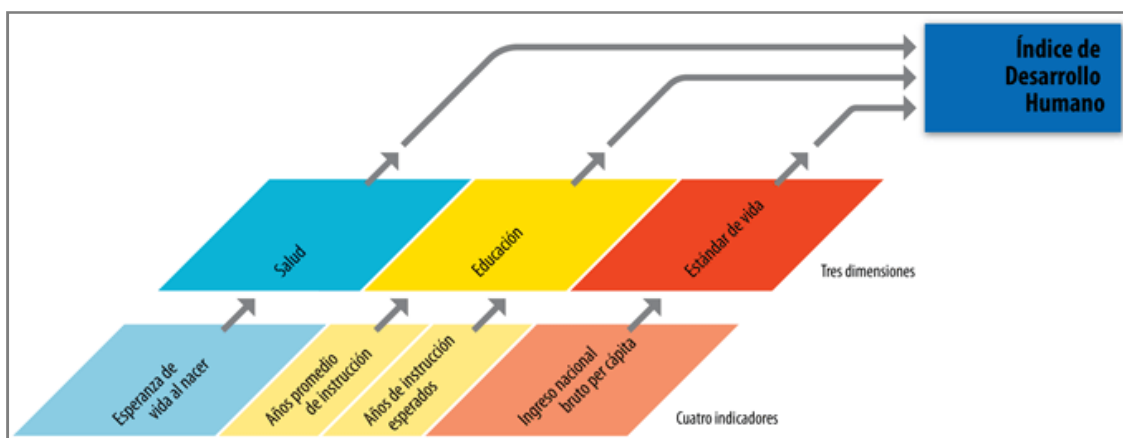 Índice de
Desarrollo
Humano
Salud
Educación
Estándar de vida
Tres dimensiones
Esperanza de
vida al nacer
Años promedio
de instrucción
Años de instrucción
esperados
Ingreso nacional
bruto per cápita
Cuatro indicadores